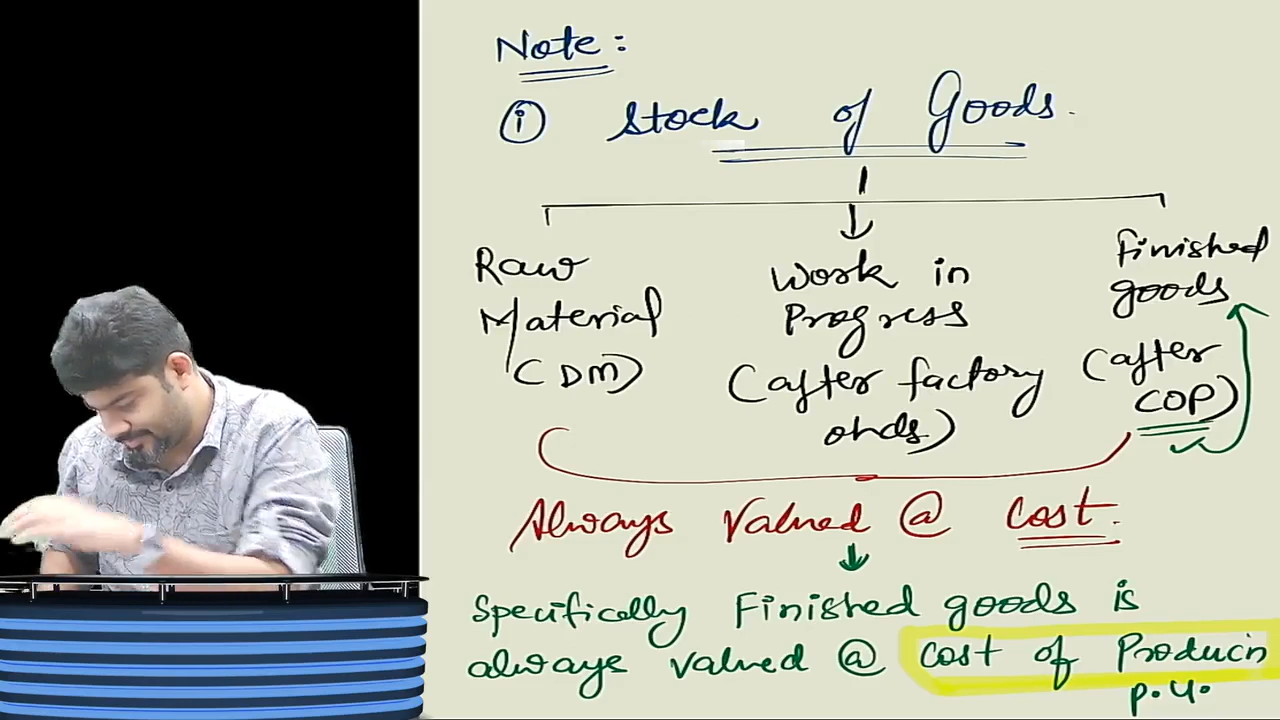 Note:
① Stock of Goods.
Raw Material (DM)
Work in Progress (after factory ohds)
Finished goods (after COP)
Always Valued @ Cost.
Specifically Finished goods is
always valued @ Cost of Producn
p.u.